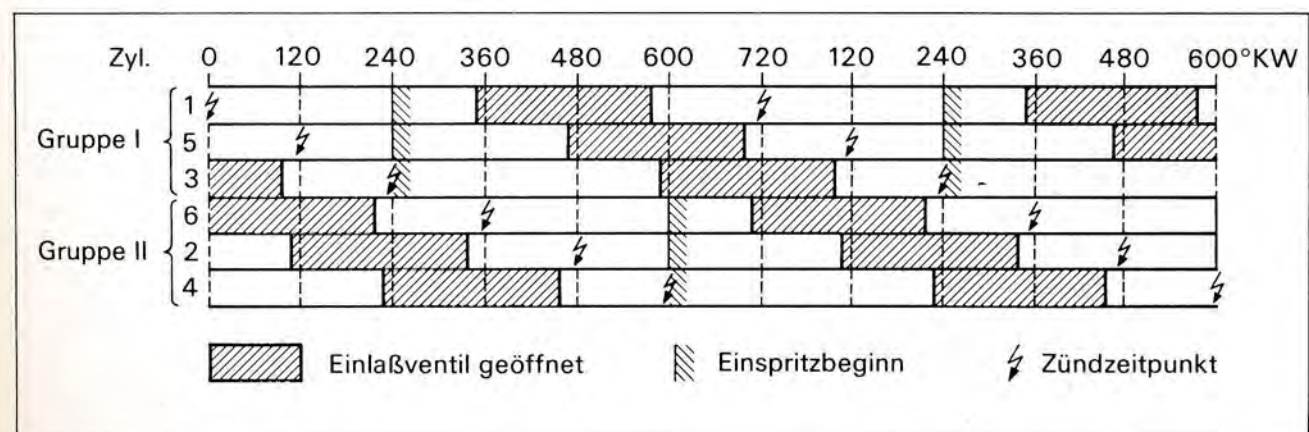 Zyl. 0 120 240 360 480 600 720 120 240 360 480 600°KW
1
Gruppe I 5
3
6
Gruppe II 2
4
Einlaßventil geöffnet Einspritzbeginn Zündzeitpunkt